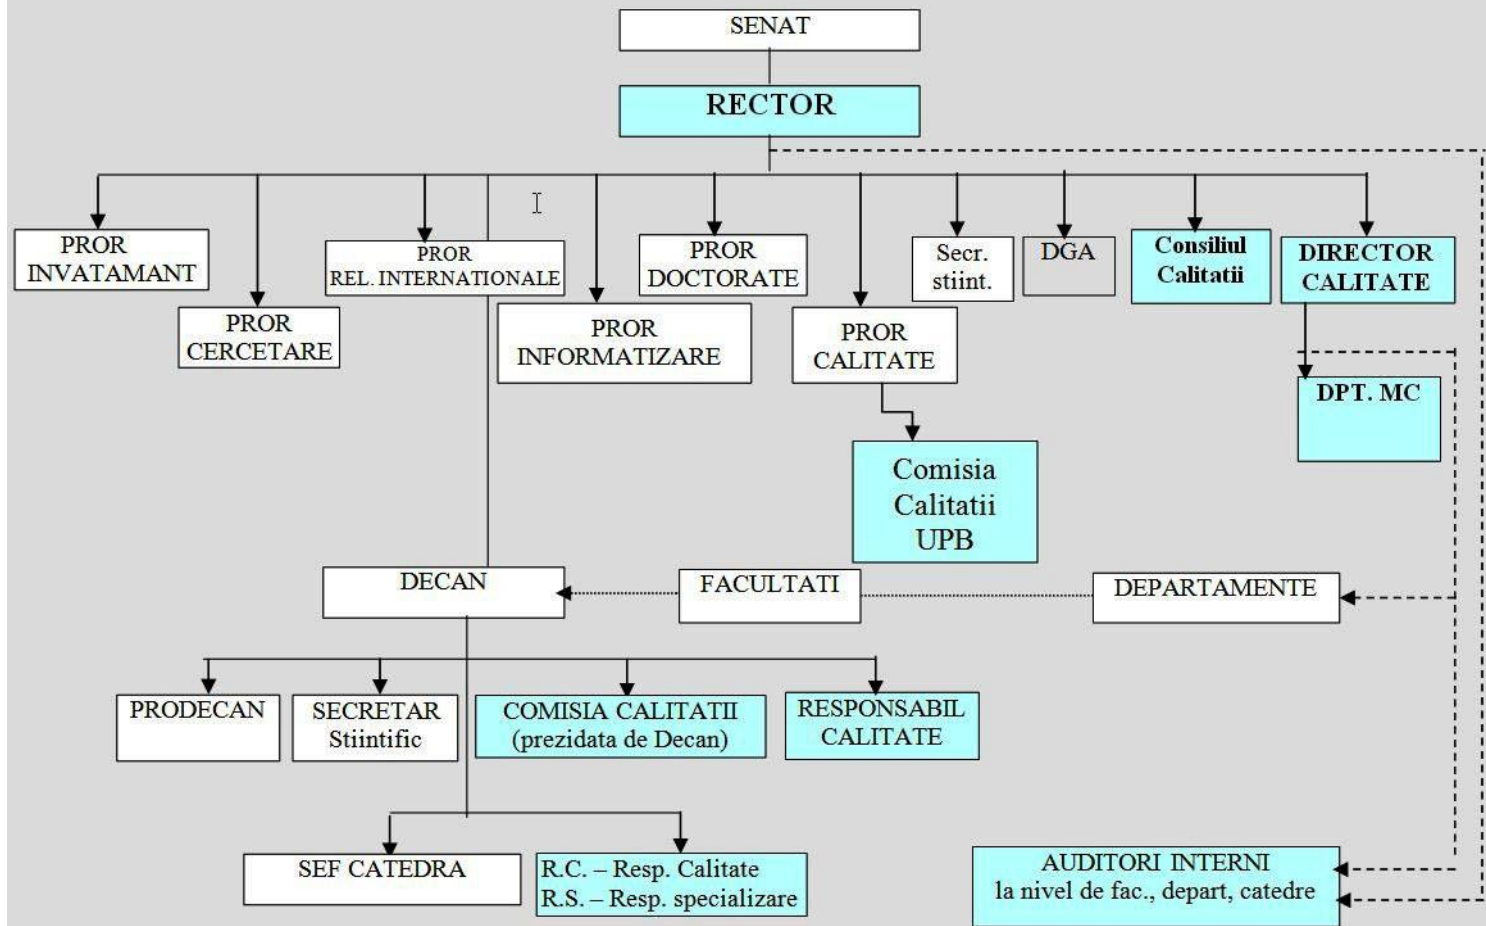 SENAT
RECTOR
PROR
INVATAMANT
PROR
CERCETARE
PROR
REL. INTERNATIONALE
PROR
INFORMATIZARE
PROR
DOCTORATE
PROR
CALITATE
Secr.
stiint.
DGA
Consiliul
Calitatii
DIRECTOR
CALITATE
DPT. MC
Comisia
Calitatii
UPB
DECAN
FACULTATI
DEPARTAMENTE
PRODECAN
SECRETAR
Stiintific
COMISIA CALITATII
(prezidata de Decan)
RESPONSABIL
CALITATE
SEF CATEDRA
R.C. – Resp. Calitate
R.S. – Resp. specializare
AUDITORI INTERNI
la nivel de fac., depart, catedre